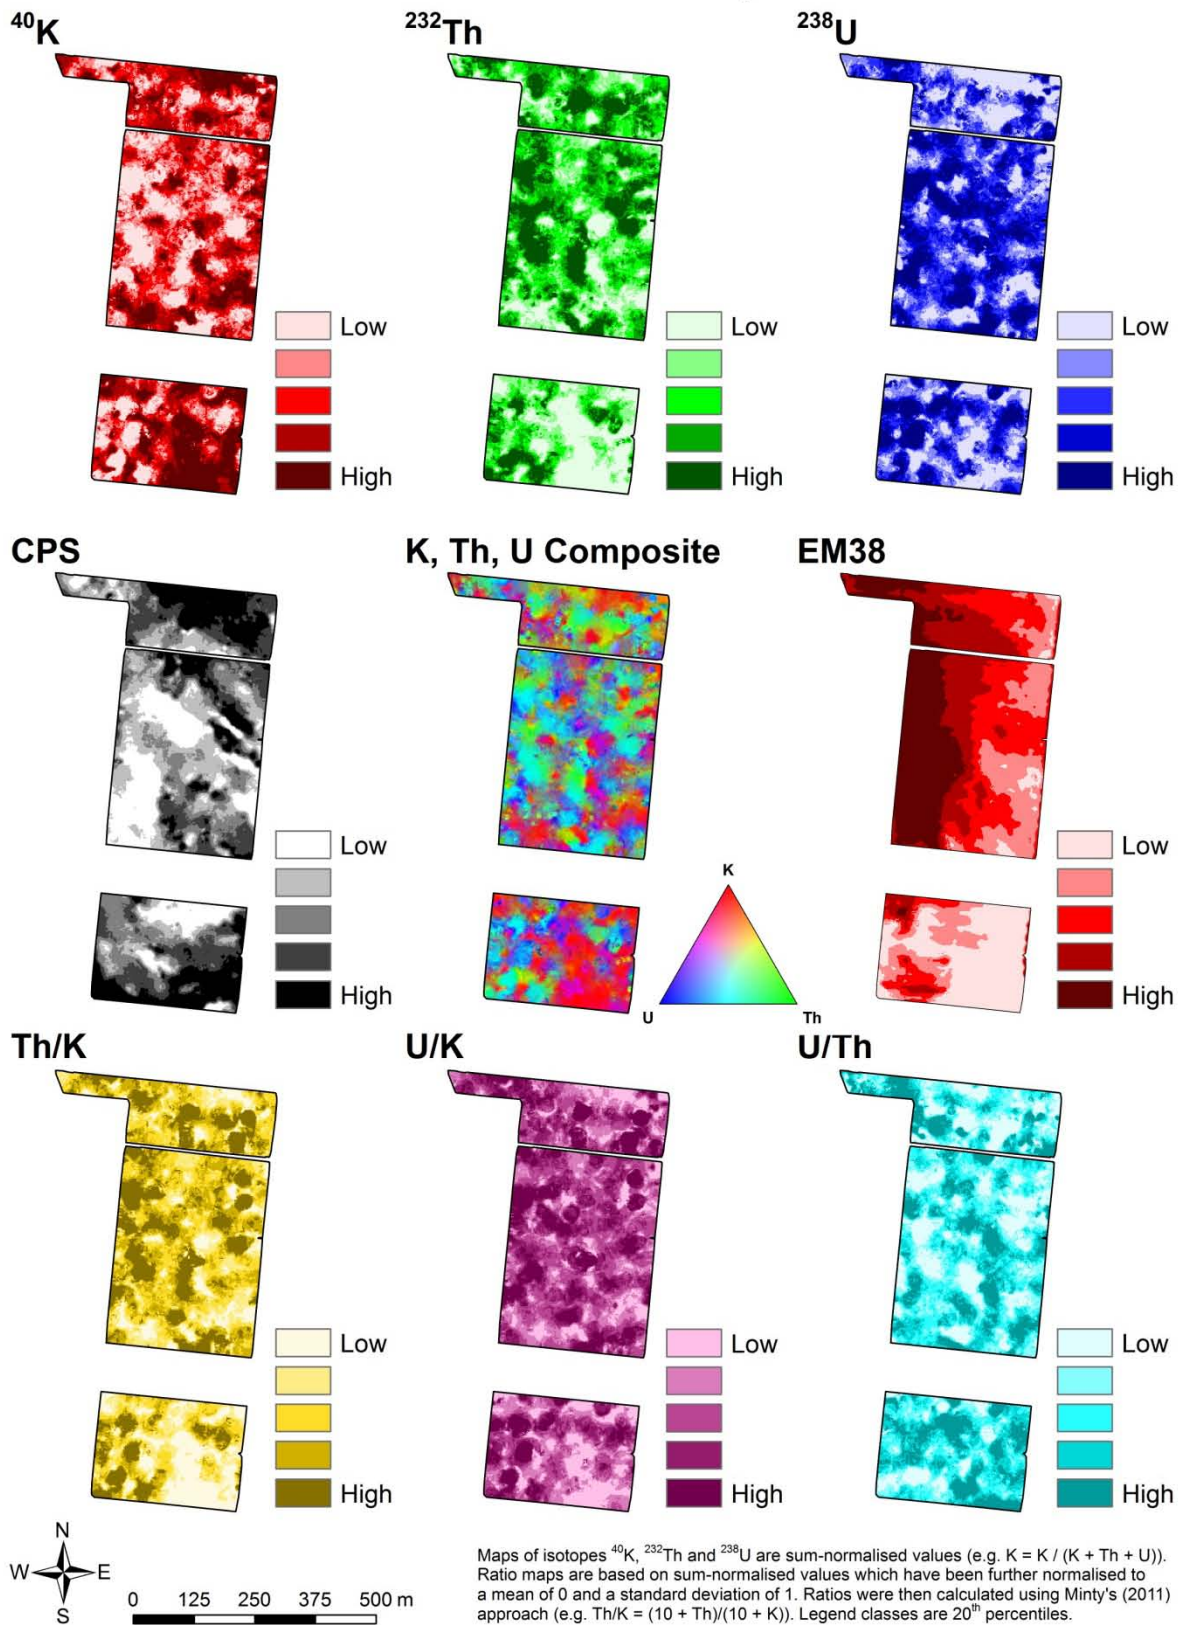 ⁴⁰K
²³²Th
²³⁸U
Low
High
Low
High
Low
High
CPS
K, Th, U Composite
EM38
Low
High
K
U
Th
Low
High
Th/K
U/K
U/Th
Low
High
Low
High
Low
High
N
W E
S
0 125 250 375 500 m
Maps of isotopes ⁴⁰K, ²³²Th and ²³⁸U are sum-normalised values (e.g. K = K / (K + Th + U)).
Ratio maps are based on sum-normalised values which have been further normalised to
a mean of 0 and a standard deviation of 1. Ratios were then calculated using Minty's (2011)
approach (e.g. Th/K = (10 + Th)/(10 + K)). Legend classes are 20ᵗʰ percentiles.